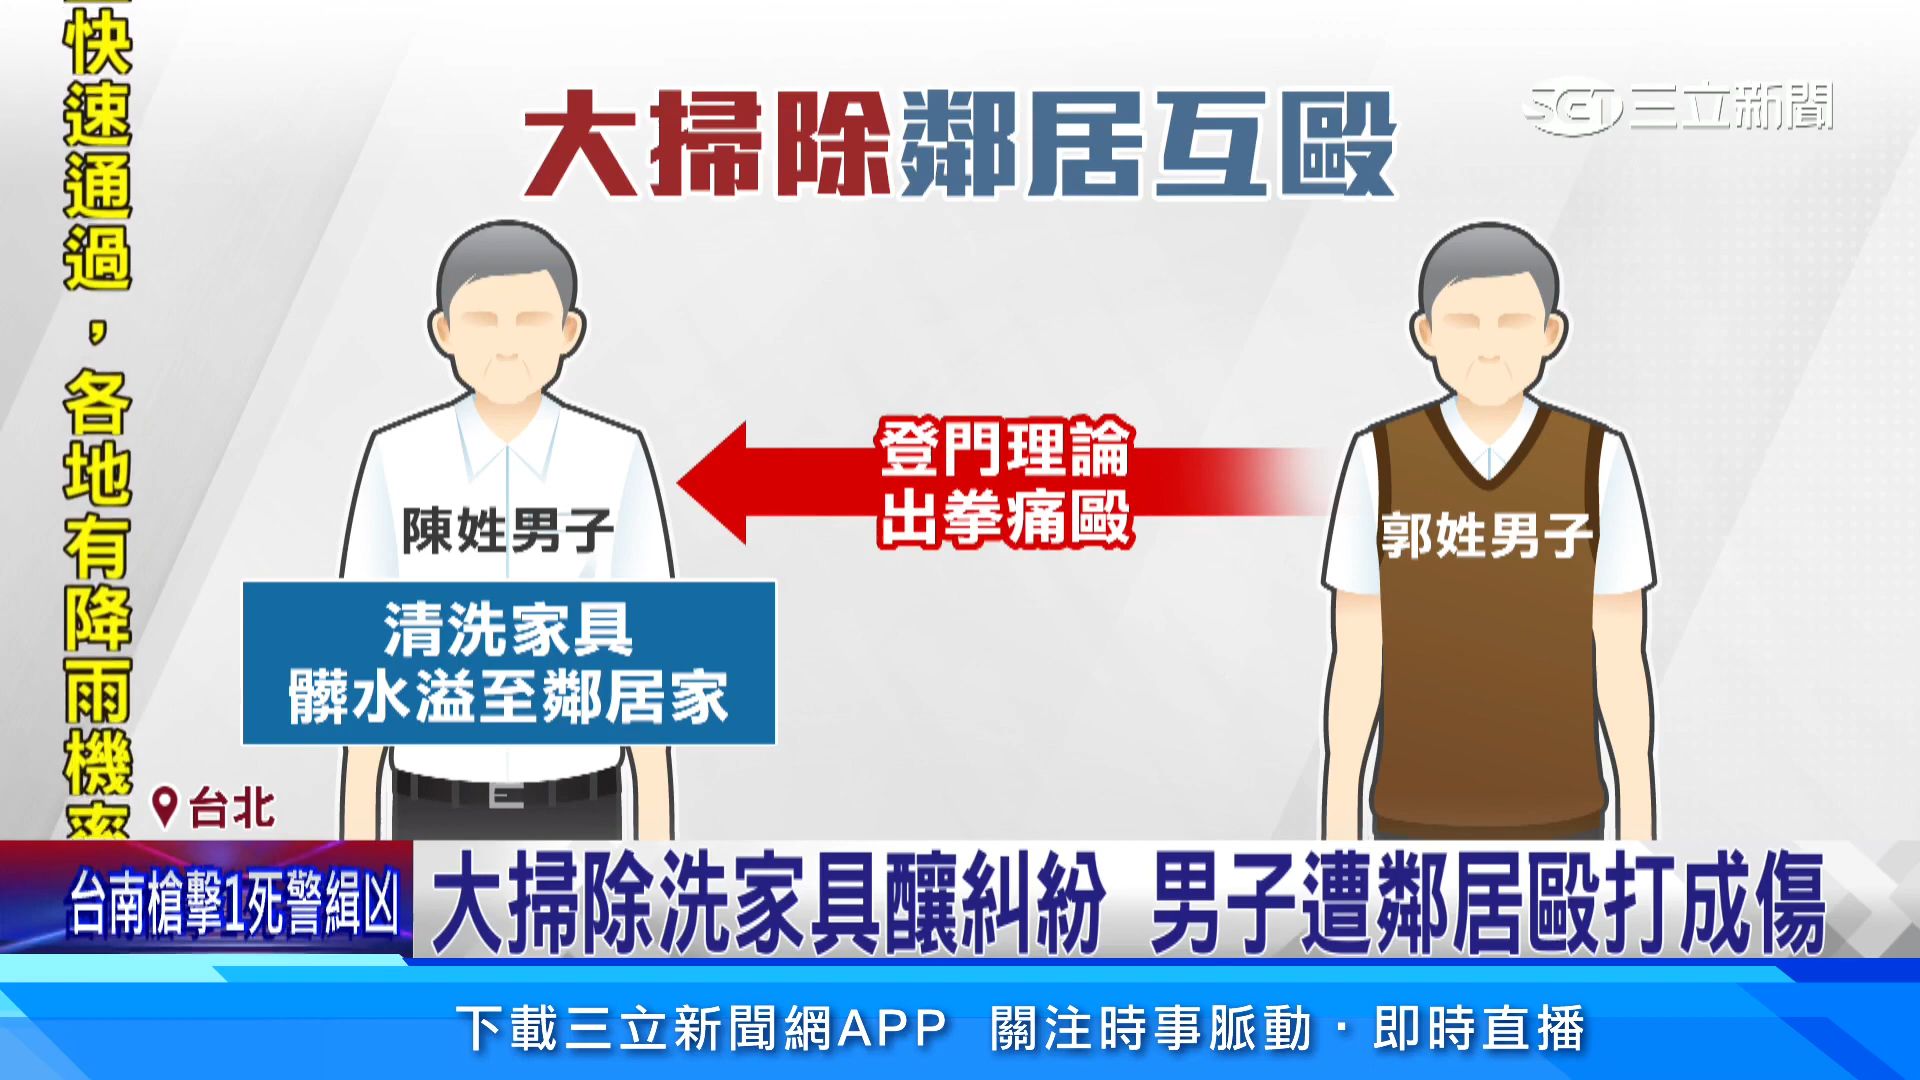 快速通過，各地有降雨機率
大掃除鄰居互毆
SET三立新聞
登門理論
出拳痛毆
陳姓男子
郭姓男子
清洗家具
髒水溢至鄰居家
台北
台南槍擊1死警緝凶
大掃除洗家具釀糾紛 男子遭鄰居毆打成傷
下載三立新聞網APP 關注時事脈動·即時直播